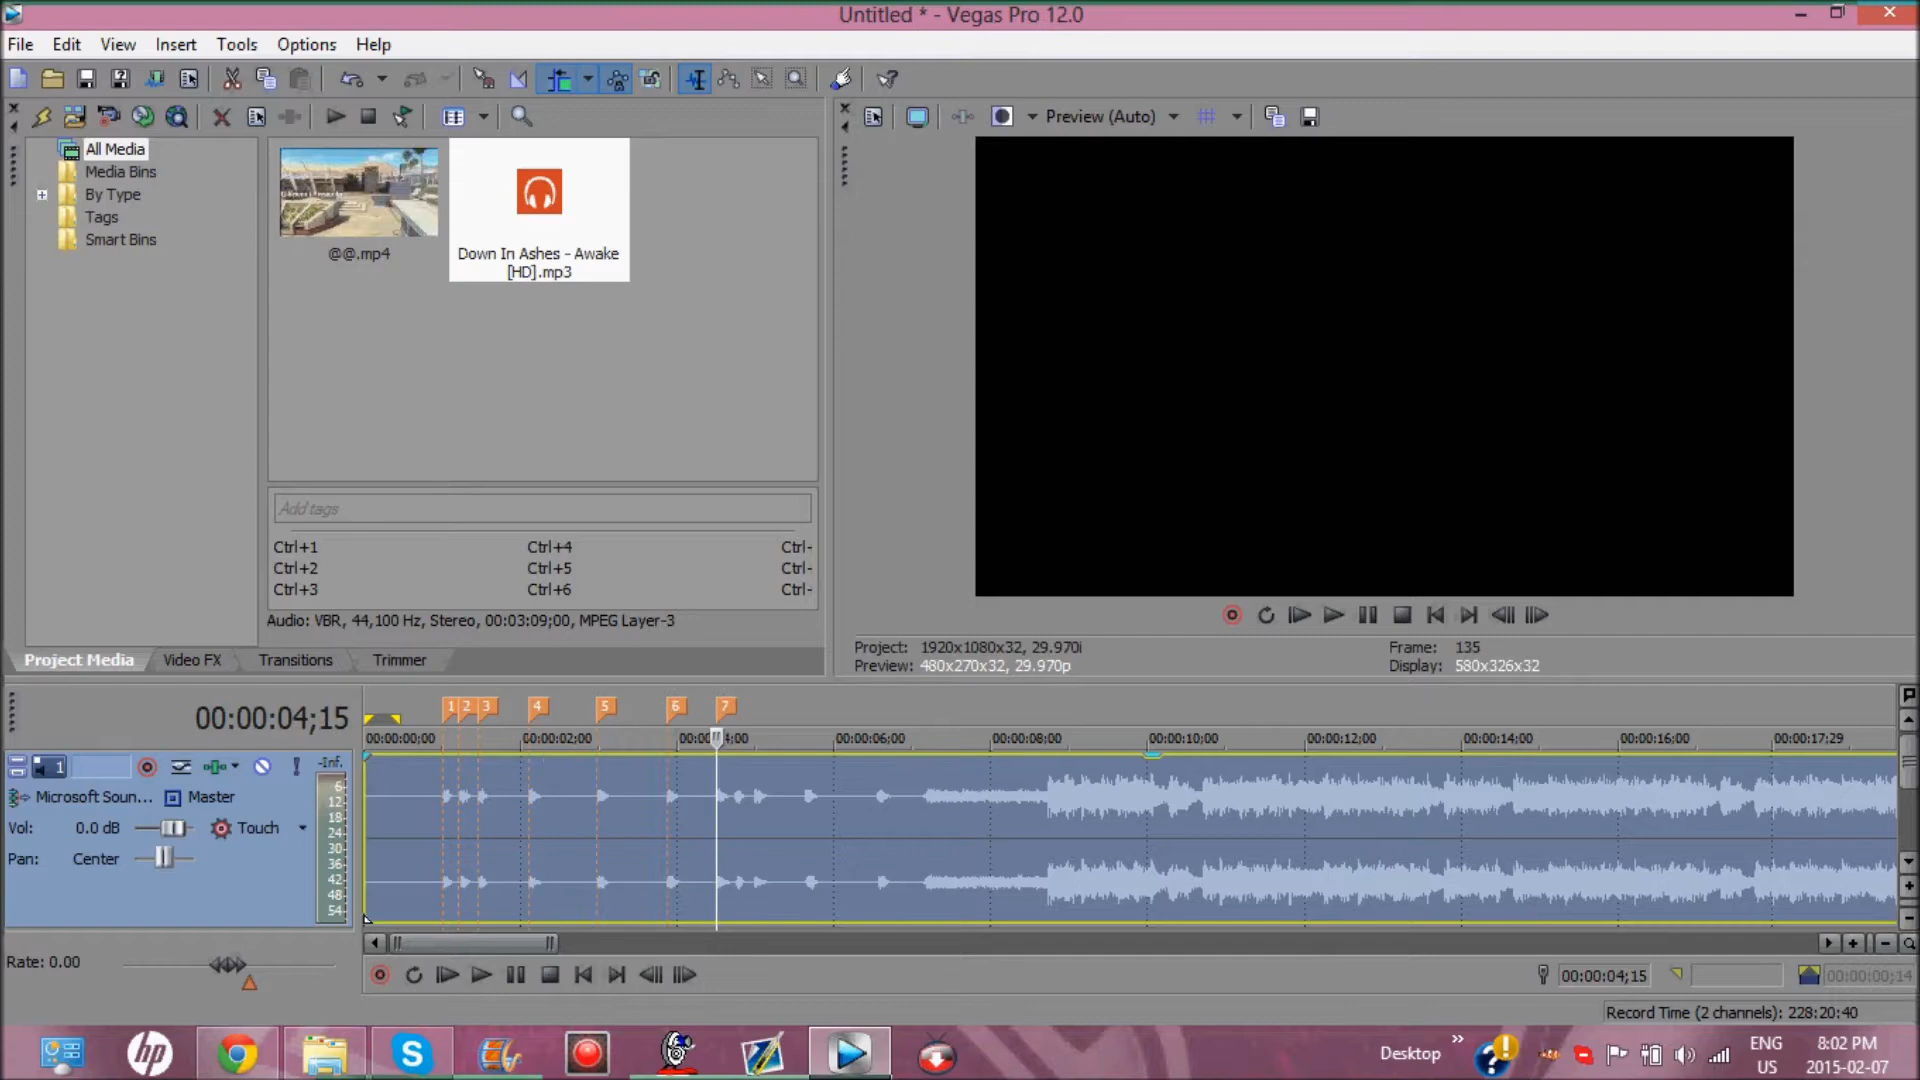 Untitled * - Vegas Pro 12.0
File Edit View Insert Tools Options Help
Preview (Auto)
All Media
Media Bins
By Type
Tags
Smart Bins
@@.mp4
Down In Ashes - Awake
[HD].mp3
Add tags
Ctrl+1 Ctrl+4 Ctrl-
Ctrl+2 Ctrl+5 Ctrl-
Ctrl+3 Ctrl+6 Ctrl-
Audio: VBR, 44,100 Hz, Stereo, 00:03:09;00, MPEG Layer-3
Project Media Video FX Transitions Trimmer
Project: 1920x1080x32, 29.970i
Preview: 480x270x32, 29.970p
Frame: 135
Display: 580x326x32
00:00:04;15
1 2 3 4 5 6 7
00:00:00;00 00:00:02;00 00:00:04;00 00:00:06;00 00:00:08;00 00:00:10;00 00:00:12;00 00:00:14;00 00:00:16;00 00:00:17;29
1
-Inf.
Microsoft Soun... Master
Vol: 0.0 dB Touch
Pan: Center
6
12
18
24
30
36
42
48
54
Rate: 0.00
00:00:04;15
00:00:00;14
Record Time (2 channels): 228:20:40
hp
Desktop
ENG
US
8:02 PM
2015-02-07